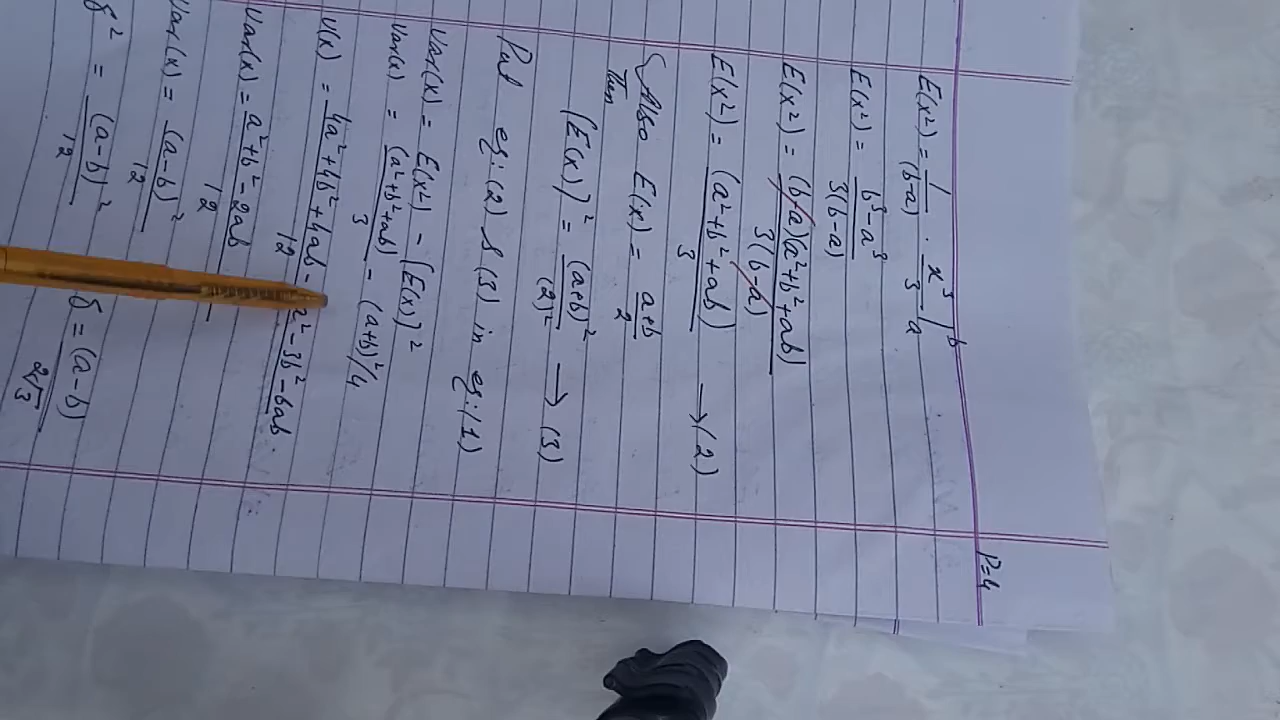 P=4
E(x²) = 1/(b-a) · x³/3 |ₐᵇ
E(x²) = b³-a³ / 3(b-a)
E(x²) = (b-a)(a²+b²+ab) / 3(b-a)
E(x²) = (a²+b²+ab) / 3 → (2)
Also E(x) = a+b / 2
Then
[E(x)]² = (a+b)² / (2)² → (3)
Put eq: (2) & (3) in eq: (1)
Var(x) = E(x²) - [E(x)]²
Var(x) = (a²+b²+ab) / 3 - (a+b)²/4
V(x) = 4a²+4b²+4ab - a²-3b²-6ab / 12
Var(x) = a²+b²-2ab / 12
Var(x) = (a-b)² / 12
δ² = (a-b)² / 12 δ = (a-b) / 2√3